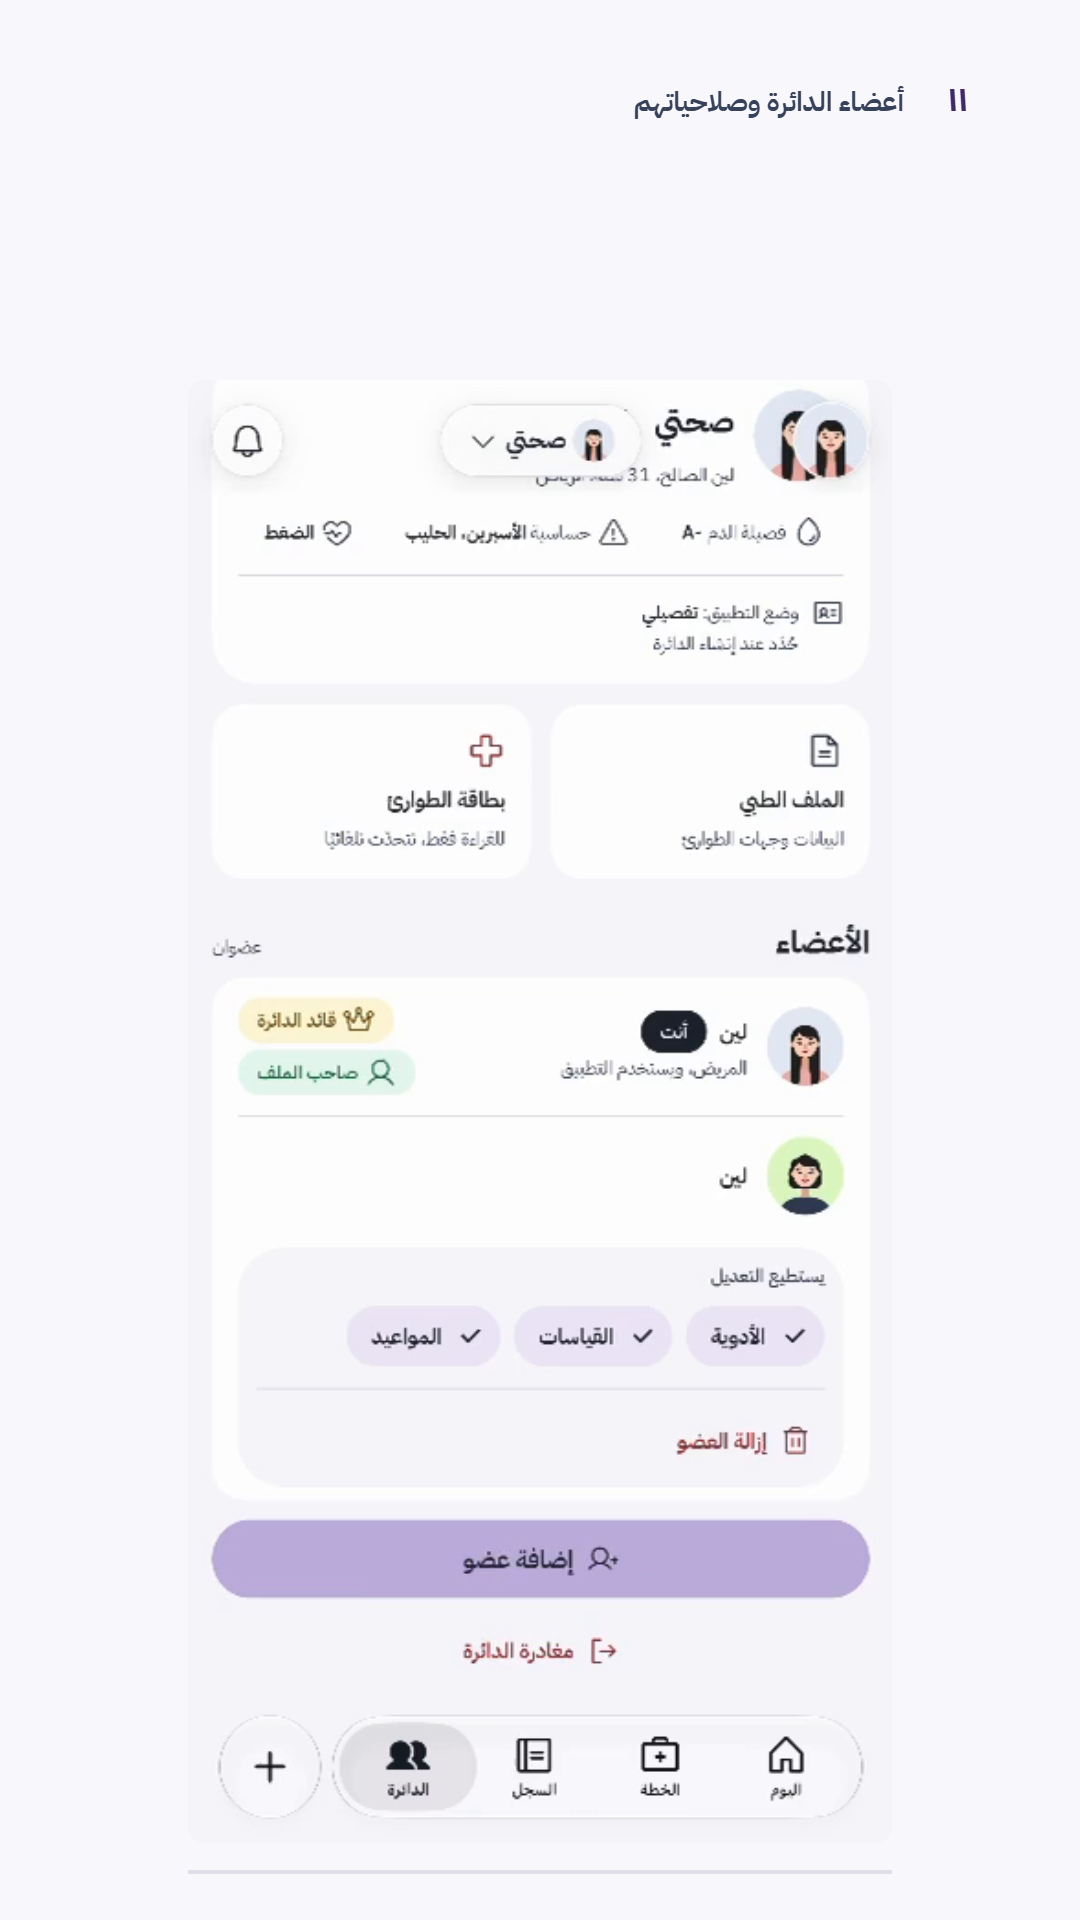 11 أعضاء الدائرة وصلاحياتهم
صحتي
صحتي
لين الصالح، 31
فصيلة الدم A-
حساسية الأسبرين، الحليب
الضغط
وضع التطبيق: تفصيلي
حُدّد عند إنشاء الدائرة
الملف الطبي
البيانات وجهات الطوارئ
بطاقة الطوارئ
للقراءة فقط، تتحدّث تلقائيًا
الأعضاء
عضوان
لين أنت
المريض، ويستخدم التطبيق
قائد الدائرة
صاحب الملف
لين
يستطيع التعديل
الأدوية
القياسات
المواعيد
إزالة العضو
إضافة عضو
مغادرة الدائرة
اليوم
الخطة
السجل
الدائرة